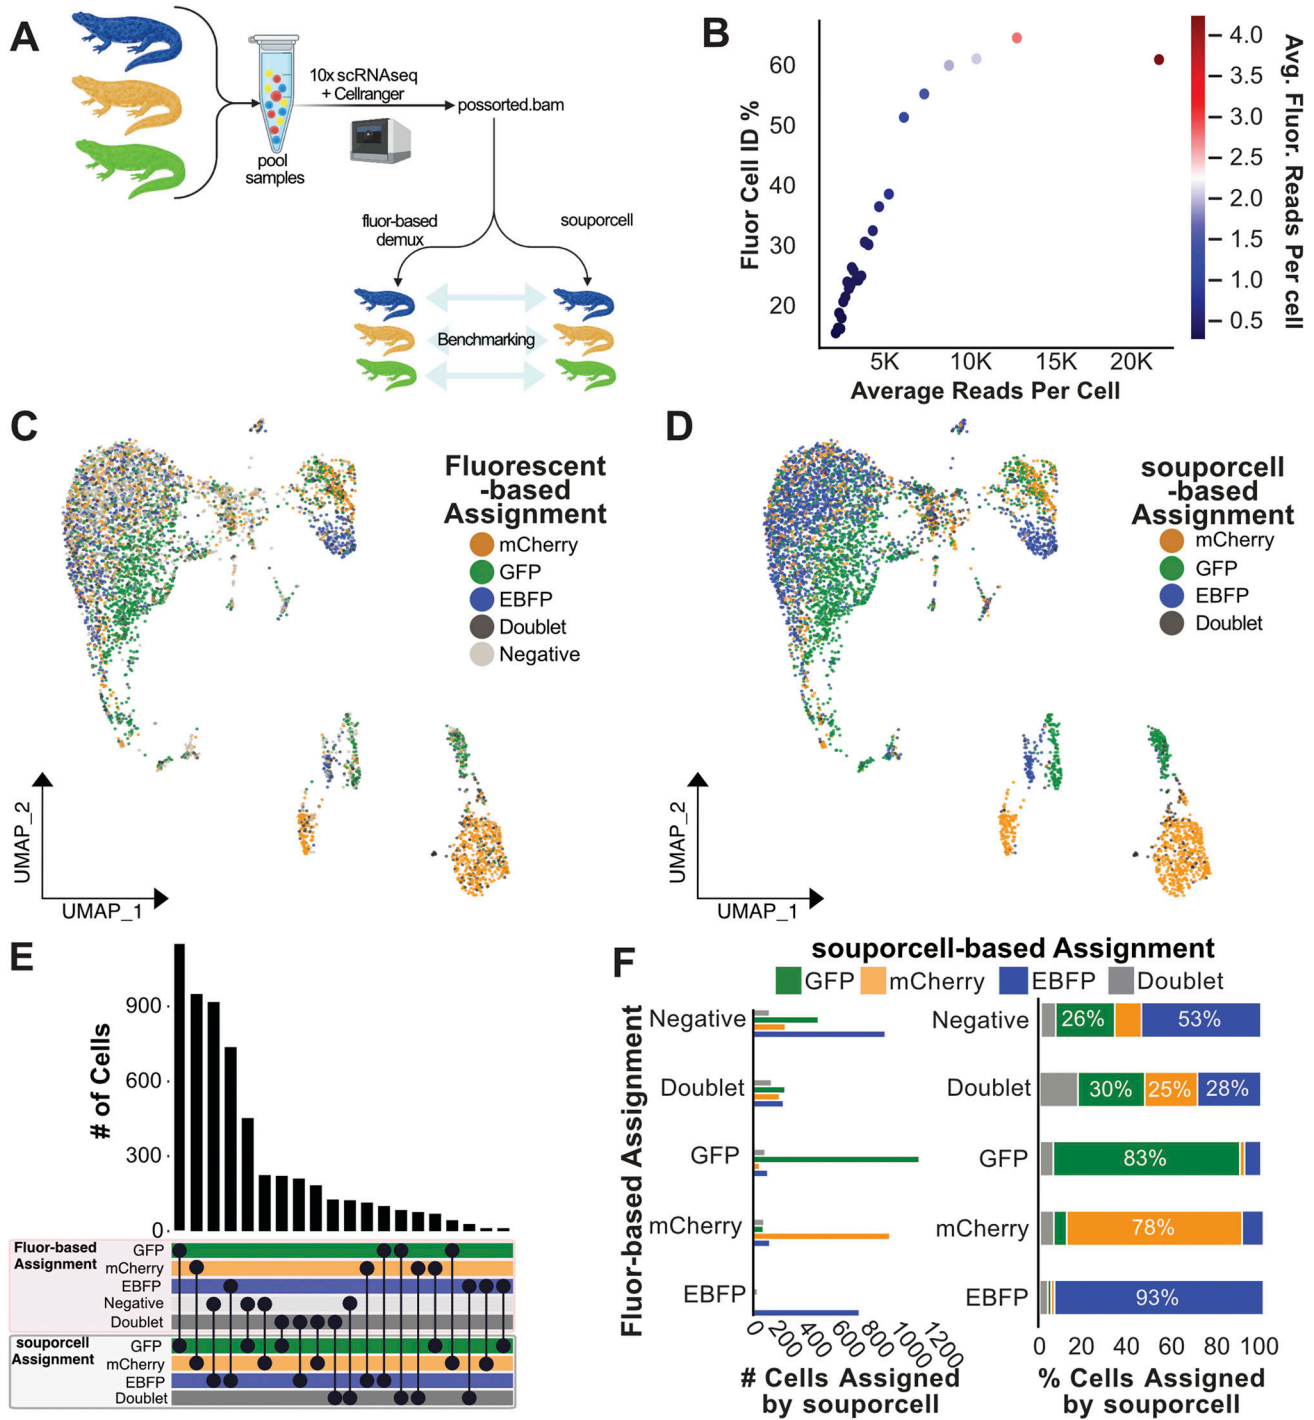 A
10x scRNAseq
+ Cellranger
possorted.bam
pool
samples
fluor-based
demux
souporcell
Benchmarking
B
Fluor Cell ID %
60
50
40
30
20
5K
10K
15K
20K
Average Reads Per Cell
4.0
3.5
3.0
2.5
2.0
1.5
1.0
0.5
Avg. Fluor. Reads Per cell
C
Fluorescent
-based
Assignment
mCherry
GFP
EBFP
Doublet
Negative
UMAP_2
UMAP_1
D
souporcell
-based
Assignment
mCherry
GFP
EBFP
Doublet
UMAP_2
UMAP_1
E
# of Cells
900
600
300
0
Fluor-based
Assignment
GFP
mCherry
EBFP
Negative
Doublet
souporcell
Assignment
GFP
mCherry
EBFP
Doublet
F
souporcell-based Assignment
GFP
mCherry
EBFP
Doublet
Fluor-based Assignment
Negative
Doublet
GFP
mCherry
EBFP
0
200
400
600
800
1000
1200
# Cells Assigned
by souporcell
Negative
26%
53%
Doublet
30%
25%
28%
GFP
83%
mCherry
78%
EBFP
93%
0
20
40
60
80
100
% Cells Assigned
by souporcell